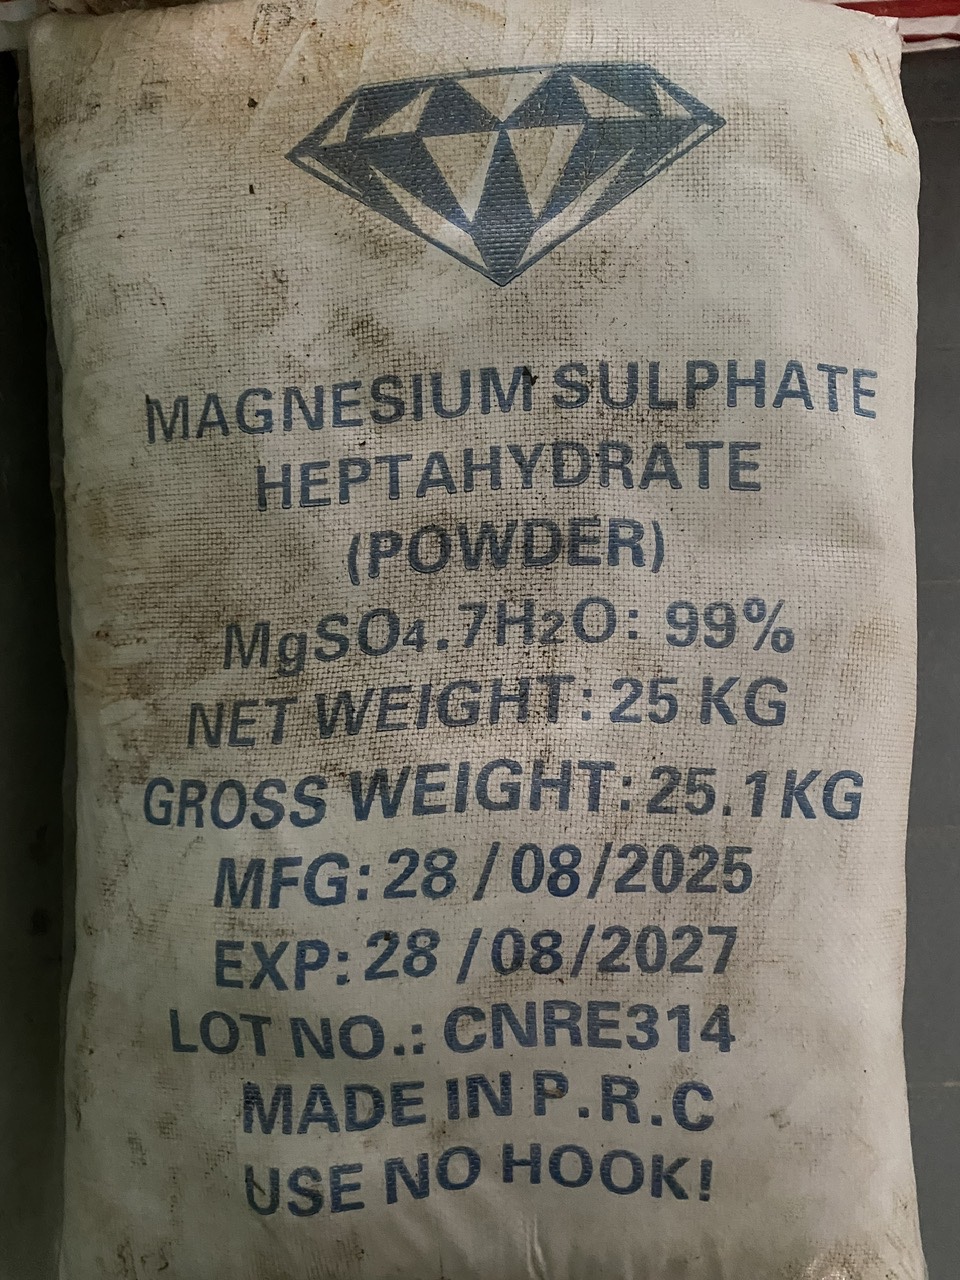 MAGNESIUM SULPHATE
HEPTAHYDRATE
(POWDER)
MgSO4.7H2O: 99%
NET WEIGHT: 25 KG
GROSS WEIGHT: 25.1KG
MFG: 28 / 08/2025
EXP: 28 /08/2027
LOT NO.: CNRE314
MADE IN P.R.C
USE NO HOOK!